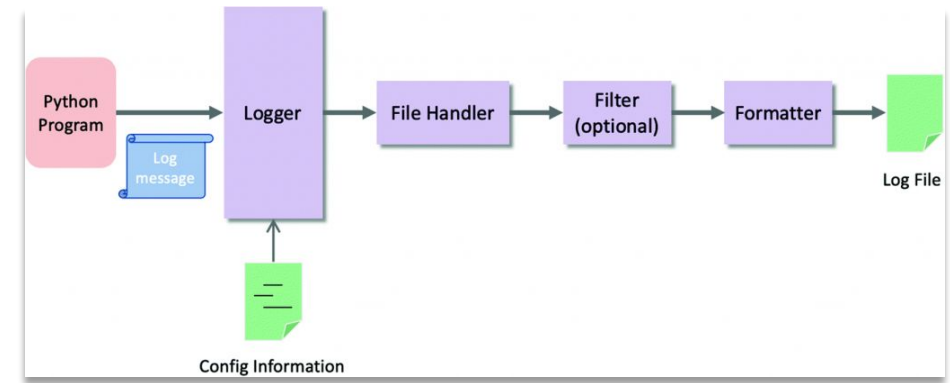 Python
Program
Log
message
Logger
File Handler
Filter
(optional)
Formatter
Log File
Config Information